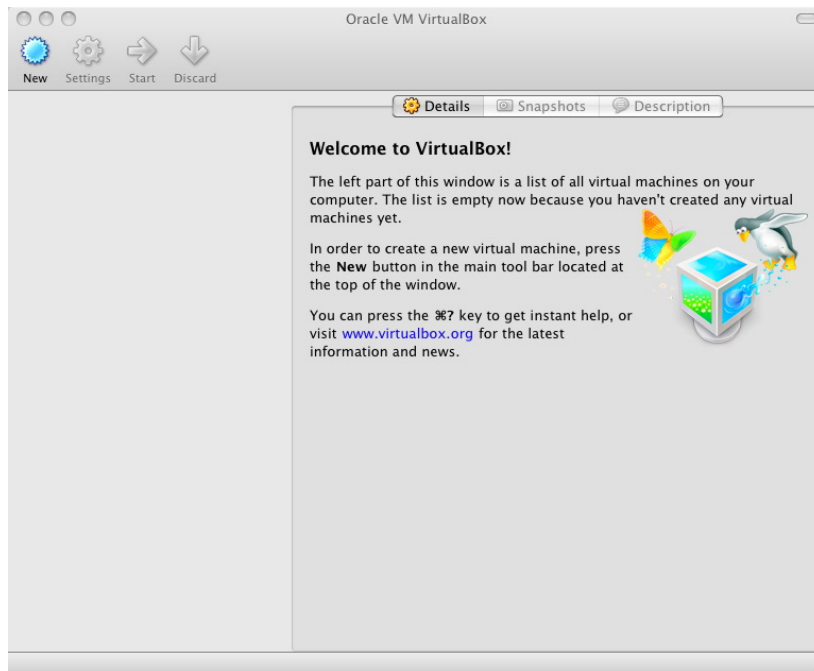 Oracle VM VirtualBox
New Settings Start Discard
Details Snapshots Description
Welcome to VirtualBox!
The left part of this window is a list of all virtual machines on your
computer. The list is empty now because you haven't created any virtual
machines yet.
In order to create a new virtual machine, press
the New button in the main tool bar located at
the top of the window.
You can press the ⌘? key to get instant help, or
visit www.virtualbox.org for the latest
information and news.